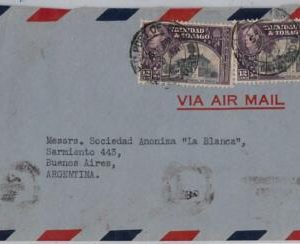 TRINIDAD
& TOBAGO
TRINIDAD
& TOBAGO
VIA AIR MAIL
Messrs. Sociedad Anonima "La Blanca",
Sarmiento 443,
Buenos Aires,
ARGENTINA.